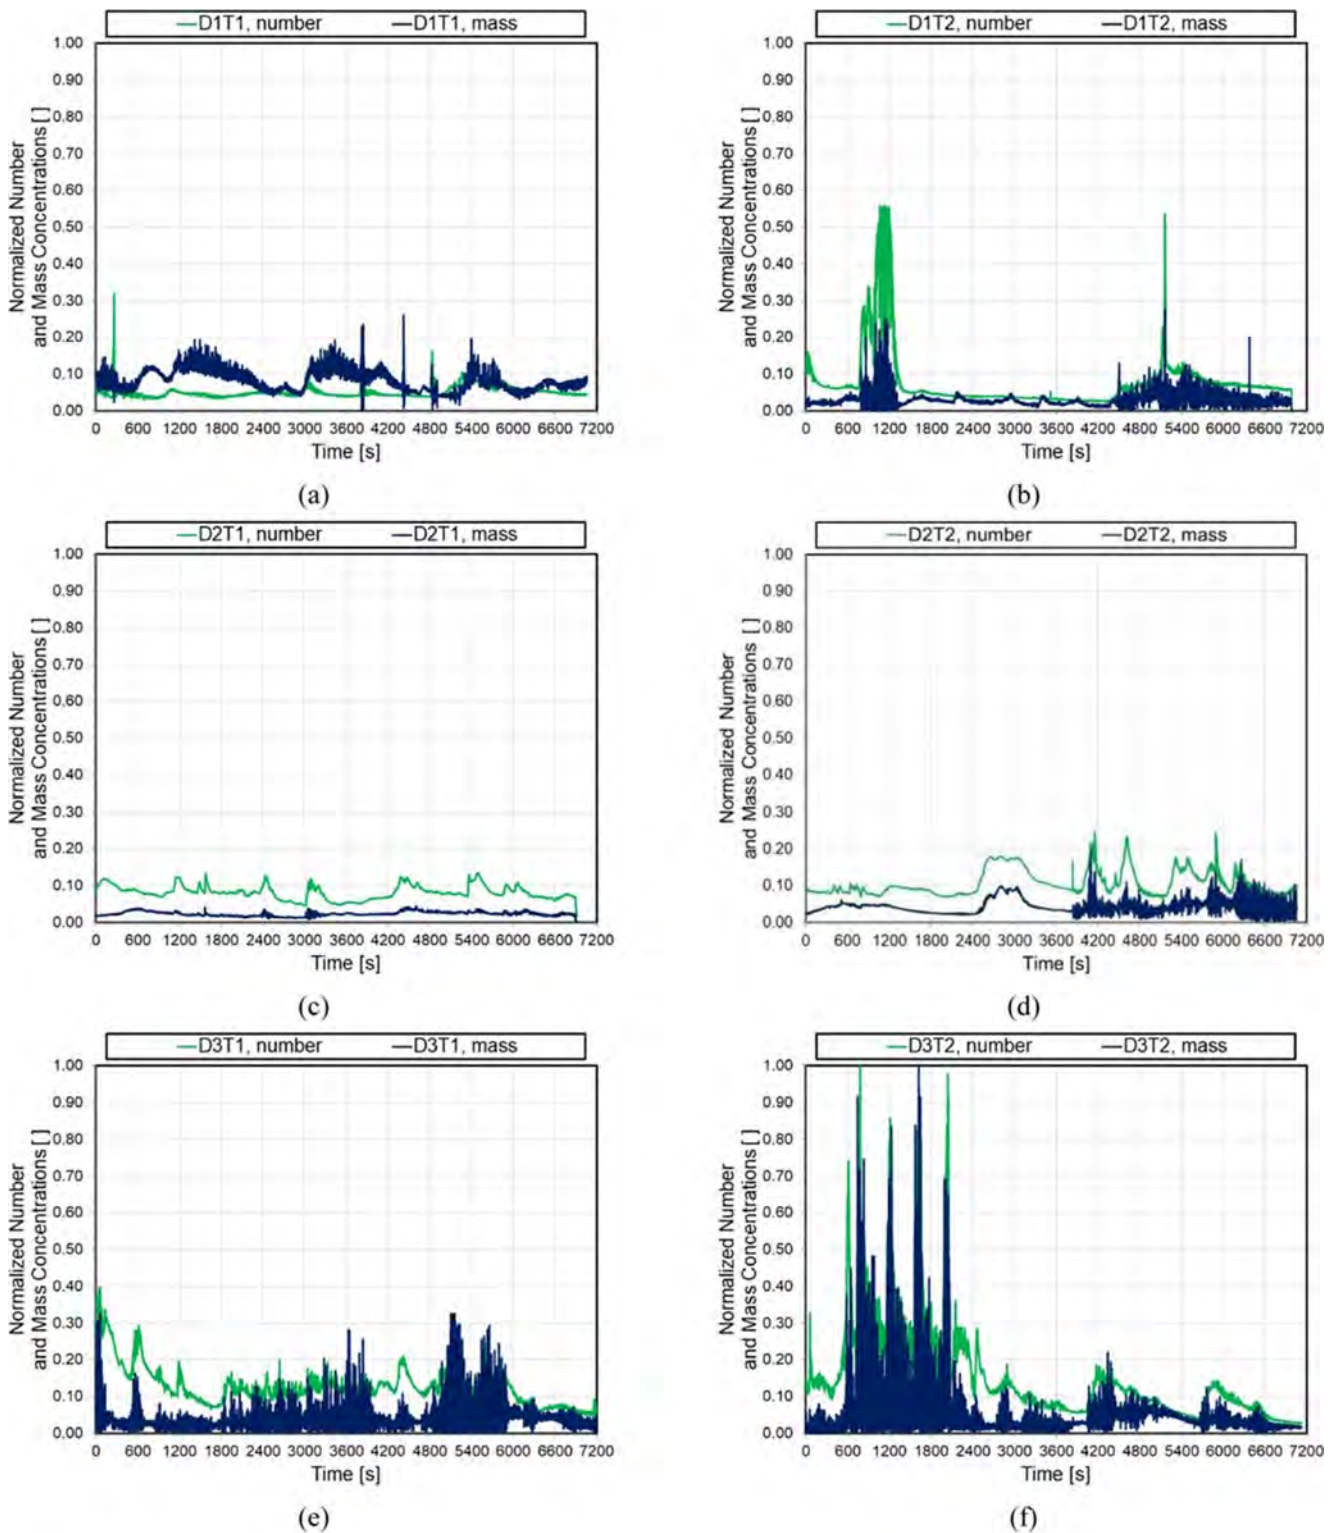 D1T1, number D1T1, mass
1.00
0.90
0.80
0.70
0.60
0.50
0.40
0.30
0.20
0.10
0.00
Normalized Number
and Mass Concentrations [ ]
0 600 1200 1800 2400 3000 3600 4200 4800 5400 6000 6600 7200
Time [s]
(a)
D1T2, number D1T2, mass
1.00
0.90
0.80
0.70
0.60
0.50
0.40
0.30
0.20
0.10
0.00
Normalized Number
and Mass Concentrations [ ]
0 600 1200 1800 2400 3000 3600 4200 4800 5400 6000 6600 7200
Time [s]
(b)
D2T1, number D2T1, mass
1.00
0.90
0.80
0.70
0.60
0.50
0.40
0.30
0.20
0.10
0.00
Normalized Number
and Mass Concentrations [ ]
0 600 1200 1800 2400 3000 3600 4200 4800 5400 6000 6600 7200
Time [s]
(c)
D2T2, number D2T2, mass
1.00
0.90
0.80
0.70
0.60
0.50
0.40
0.30
0.20
0.10
0.00
Normalized Number
and Mass Concentrations [ ]
0 600 1200 1800 2400 3000 3600 4200 4800 5400 6000 6600 7200
Time [s]
(d)
D3T1, number D3T1, mass
1.00
0.90
0.80
0.70
0.60
0.50
0.40
0.30
0.20
0.10
0.00
Normalized Number
and Mass Concentrations [ ]
0 600 1200 1800 2400 3000 3600 4200 4800 5400 6000 6600 7200
Time [s]
(e)
D3T2, number D3T2, mass
1.00
0.90
0.80
0.70
0.60
0.50
0.40
0.30
0.20
0.10
0.00
Normalized Number
and Mass Concentrations [ ]
0 600 1200 1800 2400 3000 3600 4200 4800 5400 6000 6600 7200
Time [s]
(f)